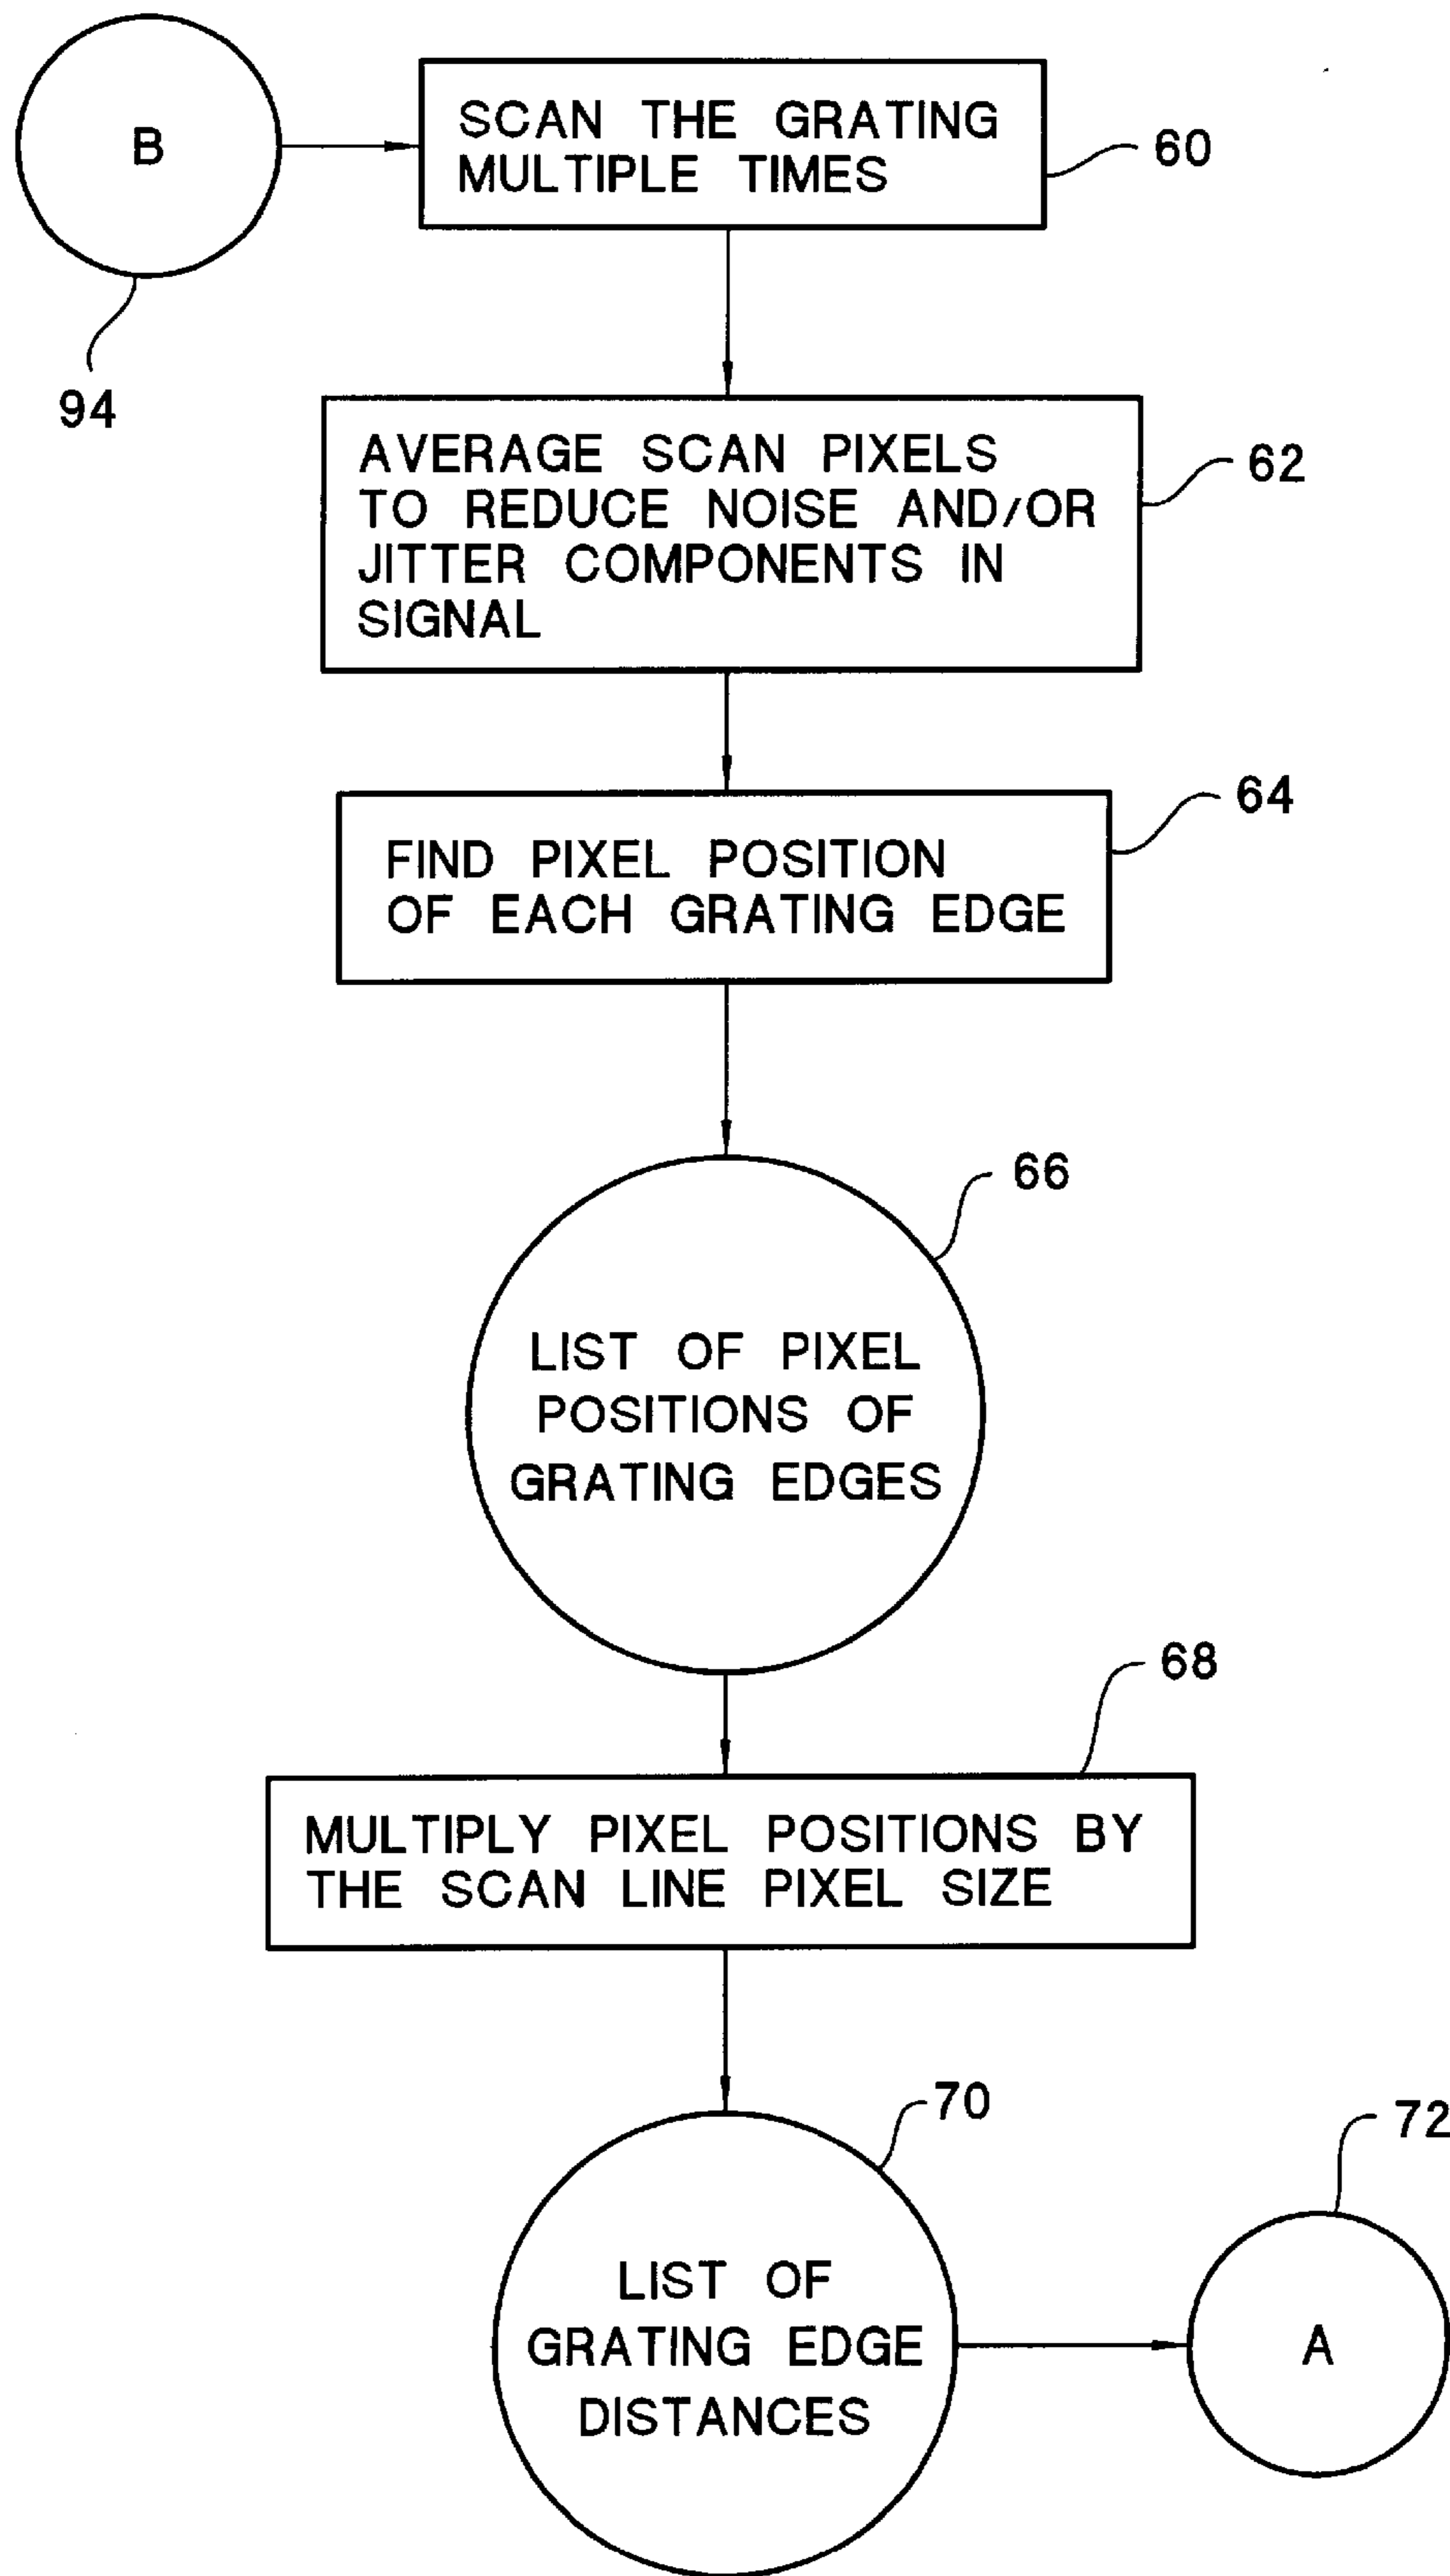 B
SCAN THE GRATING
MULTIPLE TIMES
60
94
AVERAGE SCAN PIXELS
TO REDUCE NOISE AND/OR
JITTER COMPONENTS IN
SIGNAL
62
FIND PIXEL POSITION
OF EACH GRATING EDGE
64
66
LIST OF PIXEL
POSITIONS OF
GRATING EDGES
68
MULTIPLY PIXEL POSITIONS BY
THE SCAN LINE PIXEL SIZE
70
LIST OF
GRATING EDGE
DISTANCES
72
A